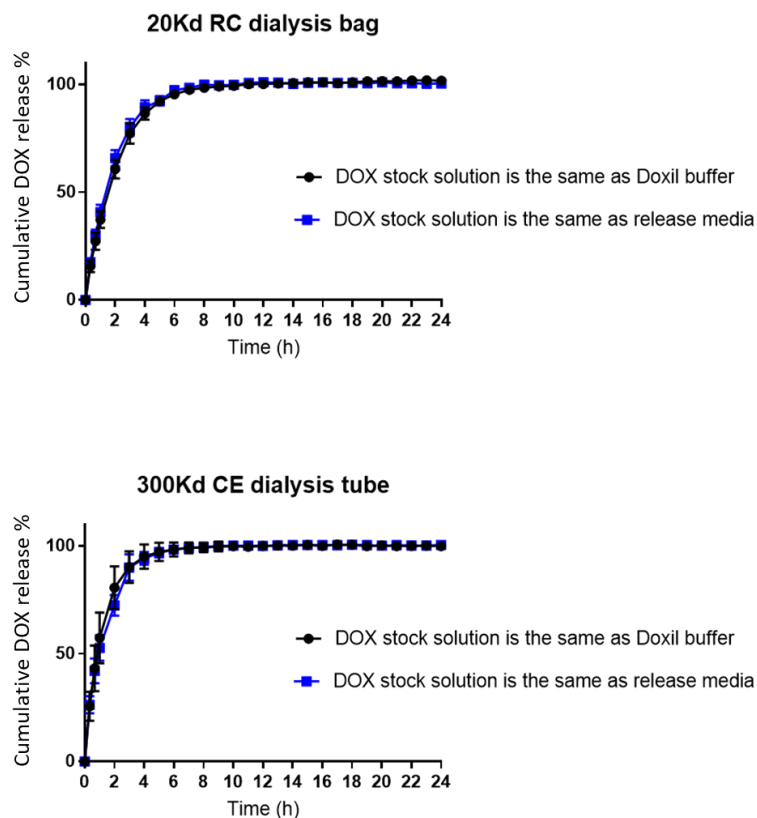 20Kd RC dialysis bag
Cumulative DOX release %
100
50
0
0 2 4 6 8 10 12 14 16 18 20 22 24
Time (h)
DOX stock solution is the same as Doxil buffer
DOX stock solution is the same as release media
300Kd CE dialysis tube
Cumulative DOX release %
100
50
0
0 2 4 6 8 10 12 14 16 18 20 22 24
Time (h)
DOX stock solution is the same as Doxil buffer
DOX stock solution is the same as release media